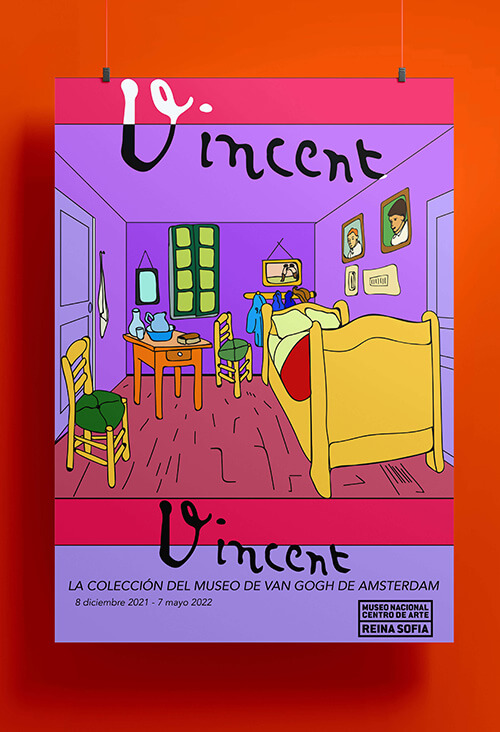 Vincent
Vincent
LA COLECCIÓN DEL MUSEO DE VAN GOGH DE AMSTERDAM
8 diciembre 2021 - 7 mayo 2022
MUSEO NACIONAL
CENTRO DE ARTE
REINA SOFIA